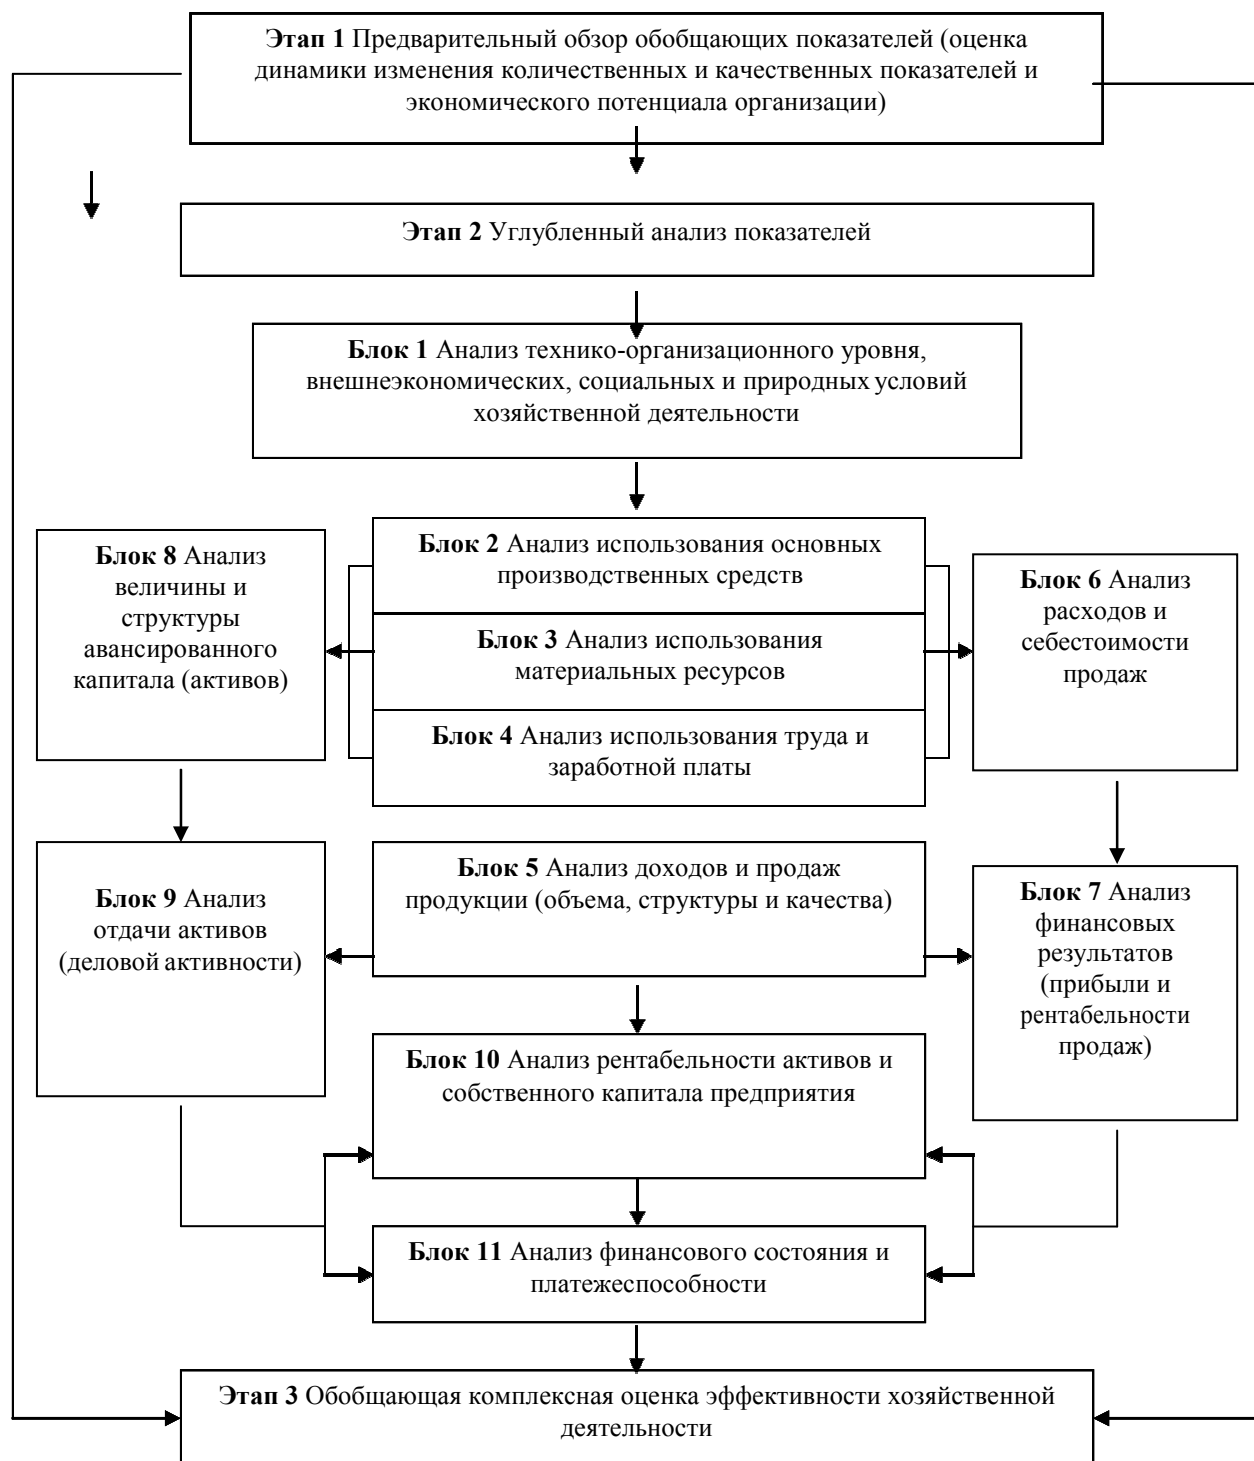 Этап 1 Предварительный обзор обобщающих показателей (оценка
динамики изменения количественных и качественных показателей и
экономического потенциала организации)
Этап 2 Углубленный анализ показателей
Блок 1 Анализ технико-организационного уровня,
внешнеэкономических, социальных и природных условий
хозяйственной деятельности
Блок 8 Анализ
величины и
структуры
авансированного
капитала (активов)
Блок 2 Анализ использования основных
производственных средств
Блок 3 Анализ использования
материальных ресурсов
Блок 4 Анализ использования труда и
заработной платы
Блок 6 Анализ
расходов и
себестоимости
продаж
Блок 9 Анализ
отдачи активов
(деловой активности)
Блок 5 Анализ доходов и продаж
продукции (объема, структуры и качества)
Блок 7 Анализ
финансовых
результатов
(прибыли и
рентабельности
продаж)
Блок 10 Анализ рентабельности активов и
собственного капитала предприятия
Блок 11 Анализ финансового состояния и
платежеспособности
Этап 3 Обобщающая комплексная оценка эффективности хозяйственной
деятельности